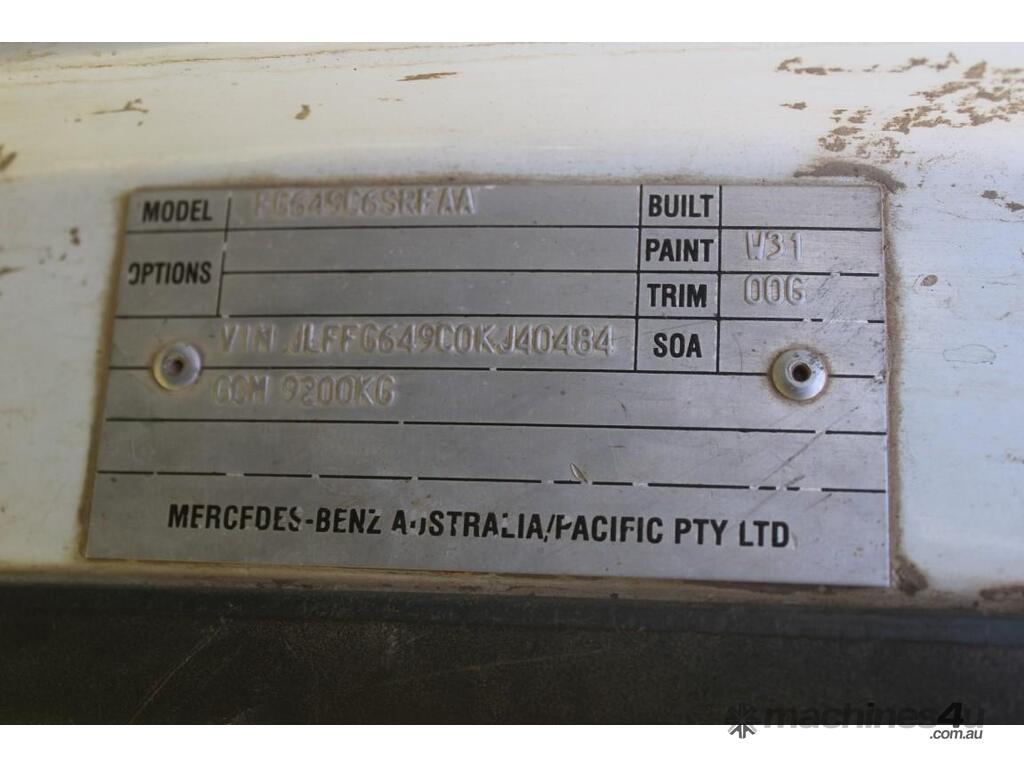 MODEL FG649C6SRFAA BUILT
PAINT W31
OPTIONS
TRIM 00G
VIN JLFFG649C0KJ40484 SOA
GCM 9200KG
MERCEDES-BENZ AUSTRALIA/PACIFIC PTY LTD
machines4u
.com.au